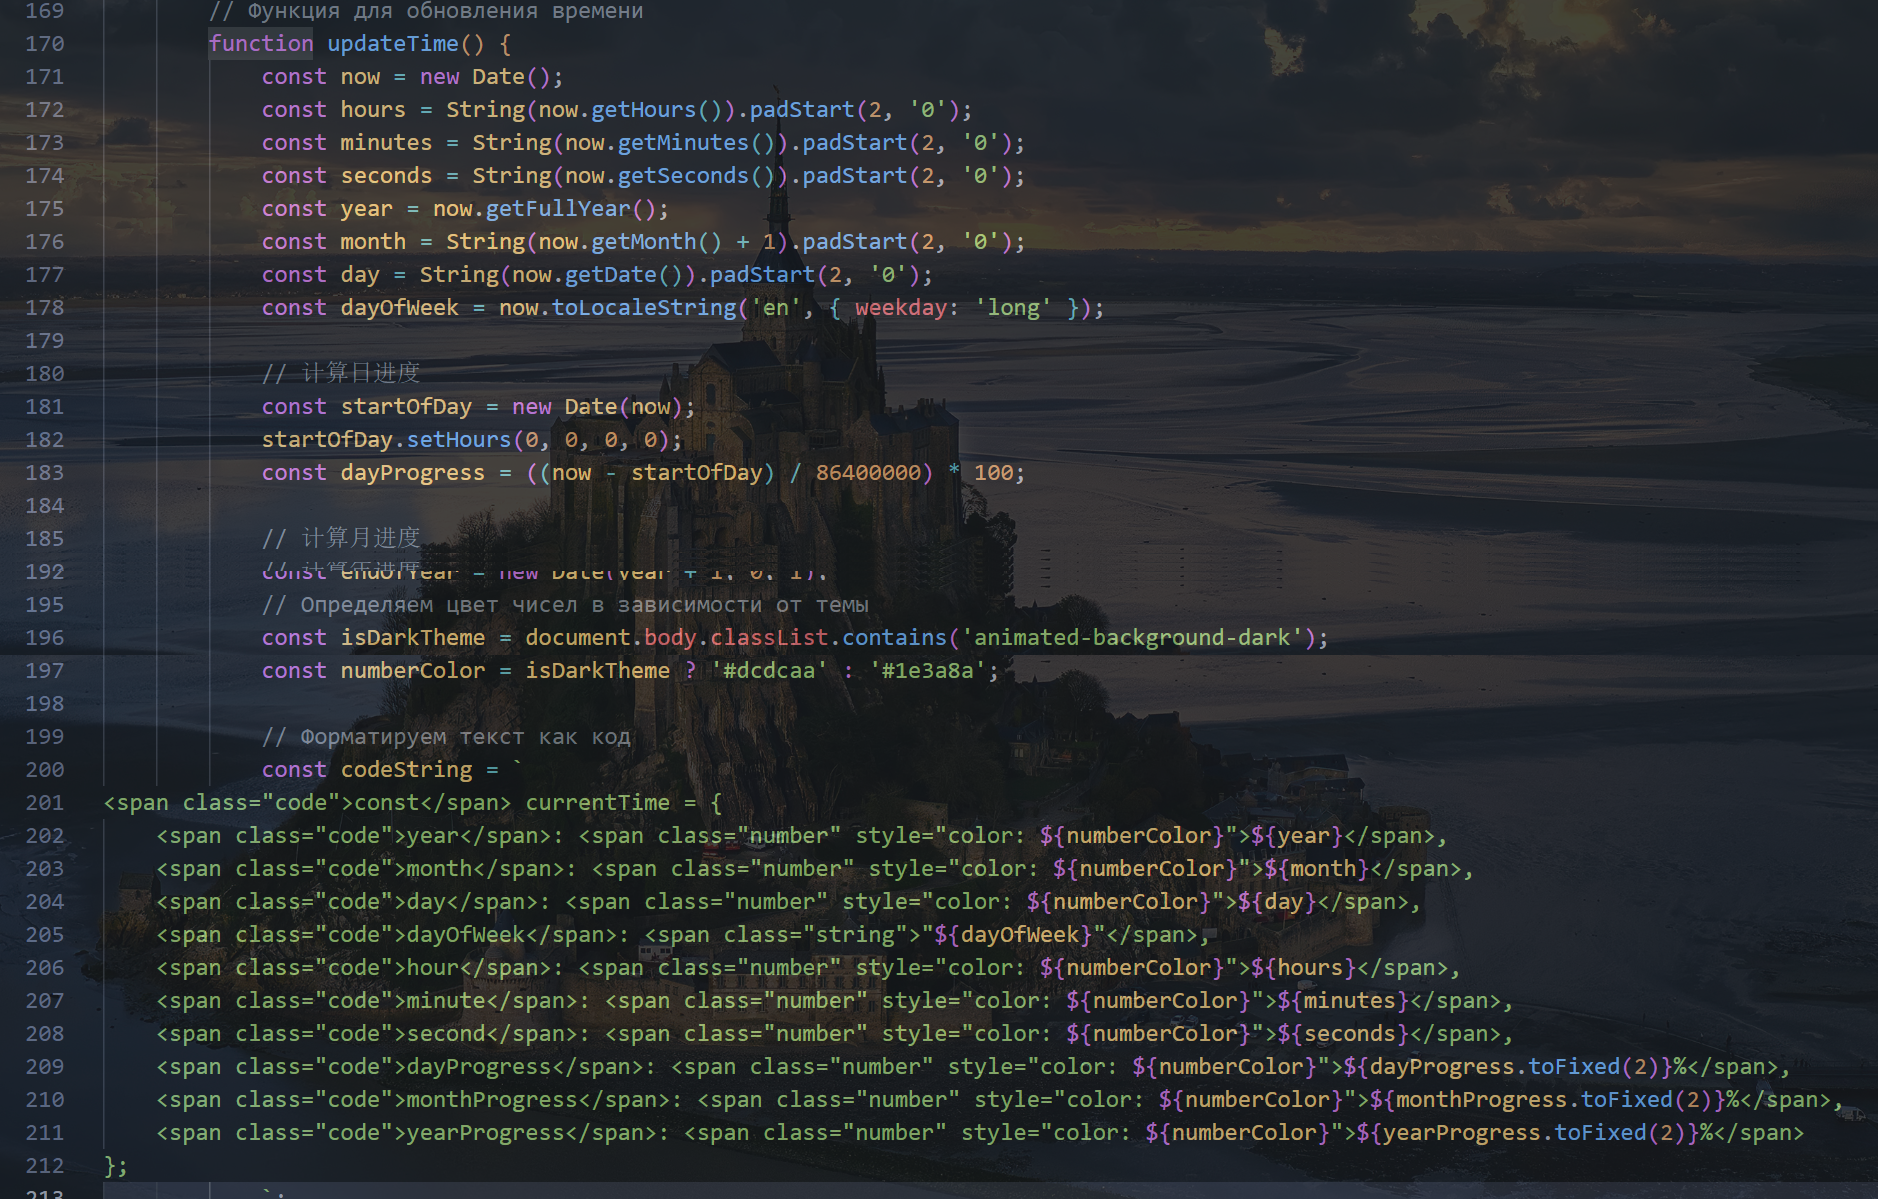 169 // Функция для обновления времени
170 function updateTime() {
171 const now = new Date();
172 const hours = String(now.getHours()).padStart(2, '0');
173 const minutes = String(now.getMinutes()).padStart(2, '0');
174 const seconds = String(now.getSeconds()).padStart(2, '0');
175 const year = now.getFullYear();
176 const month = String(now.getMonth() + 1).padStart(2, '0');
177 const day = String(now.getDate()).padStart(2, '0');
178 const dayOfWeek = now.toLocaleString('en', { weekday: 'long' });
179
180 // 计算日进度
181 const startOfDay = new Date(now);
182 startOfDay.setHours(0, 0, 0, 0);
183 const dayProgress = ((now - startOfDay) / 86400000) * 100;
184
185 // 计算月进度
192 const endOfYear = new Date(year + 1, 0, 1);
195 // Определяем цвет чисел в зависимости от темы
196 const isDarkTheme = document.body.classList.contains('animated-background-dark');
197 const numberColor = isDarkTheme ? '#dcdcaa' : '#1e3a8a';
198
199 // Форматируем текст как код
200 const codeString = `
201 <span class="code">const</span> currentTime = {
202 <span class="code">year</span>: <span class="number" style="color: ${numberColor}">${year}</span>,
203 <span class="code">month</span>: <span class="number" style="color: ${numberColor}">${month}</span>,
204 <span class="code">day</span>: <span class="number" style="color: ${numberColor}">${day}</span>,
205 <span class="code">dayOfWeek</span>: <span class="string">"${dayOfWeek}"</span>,
206 <span class="code">hour</span>: <span class="number" style="color: ${numberColor}">${hours}</span>,
207 <span class="code">minute</span>: <span class="number" style="color: ${numberColor}">${minutes}</span>,
208 <span class="code">second</span>: <span class="number" style="color: ${numberColor}">${seconds}</span>,
209 <span class="code">dayProgress</span>: <span class="number" style="color: ${numberColor}">${dayProgress.toFixed(2)}%</span>,
210 <span class="code">monthProgress</span>: <span class="number" style="color: ${numberColor}">${monthProgress.toFixed(2)}%</span>,
211 <span class="code">yearProgress</span>: <span class="number" style="color: ${numberColor}">${yearProgress.toFixed(2)}%</span>
212 };
213 `;